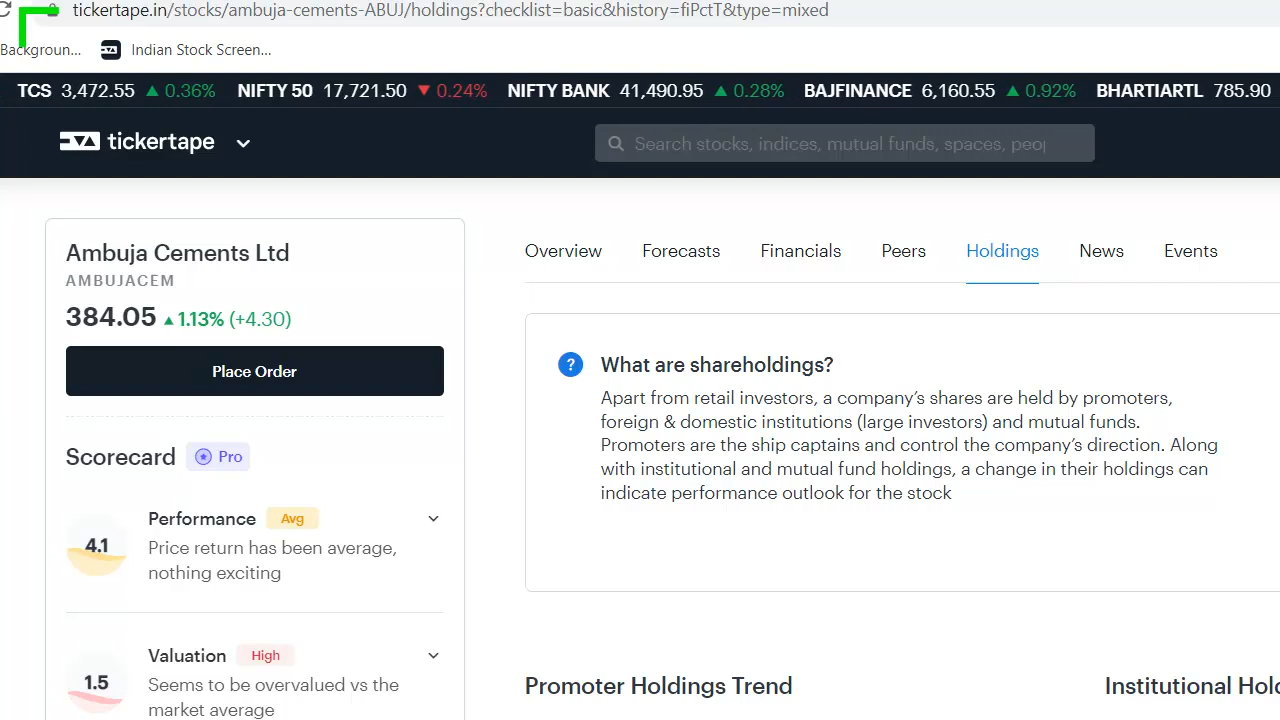 tickertape.in/stocks/ambuja-cements-ABUJ/holdings?checklist=basic&history=fiPctT&type=mixed
Backgroun... Indian Stock Screen...
TCS 3,472.55 ▲ 0.36% NIFTY 50 17,721.50 ▼ 0.24% NIFTY BANK 41,490.95 ▲ 0.28% BAJFINANCE 6,160.55 ▲ 0.92% BHARTIARTL 785.90
tickertape
Search stocks, indices, mutual funds, spaces,
Overview Forecasts Financials Peers Holdings News Events
Ambuja Cements Ltd
AMBUJACEM
384.05 ▲ 1.13% (+4.30)
Place Order
Scorecard Pro
Performance Avg
4.1
Price return has been average,
nothing exciting
Valuation High
1.5
Seems to be overvalued vs the
market average
? What are shareholdings?
Apart from retail investors, a company’s shares are held by promoters,
foreign & domestic institutions (large investors) and mutual funds.
Promoters are the ship captains and control the company’s direction. Along
with institutional and mutual fund holdings, a change in their holdings can
indicate performance outlook for the stock
Promoter Holdings Trend
Institutional